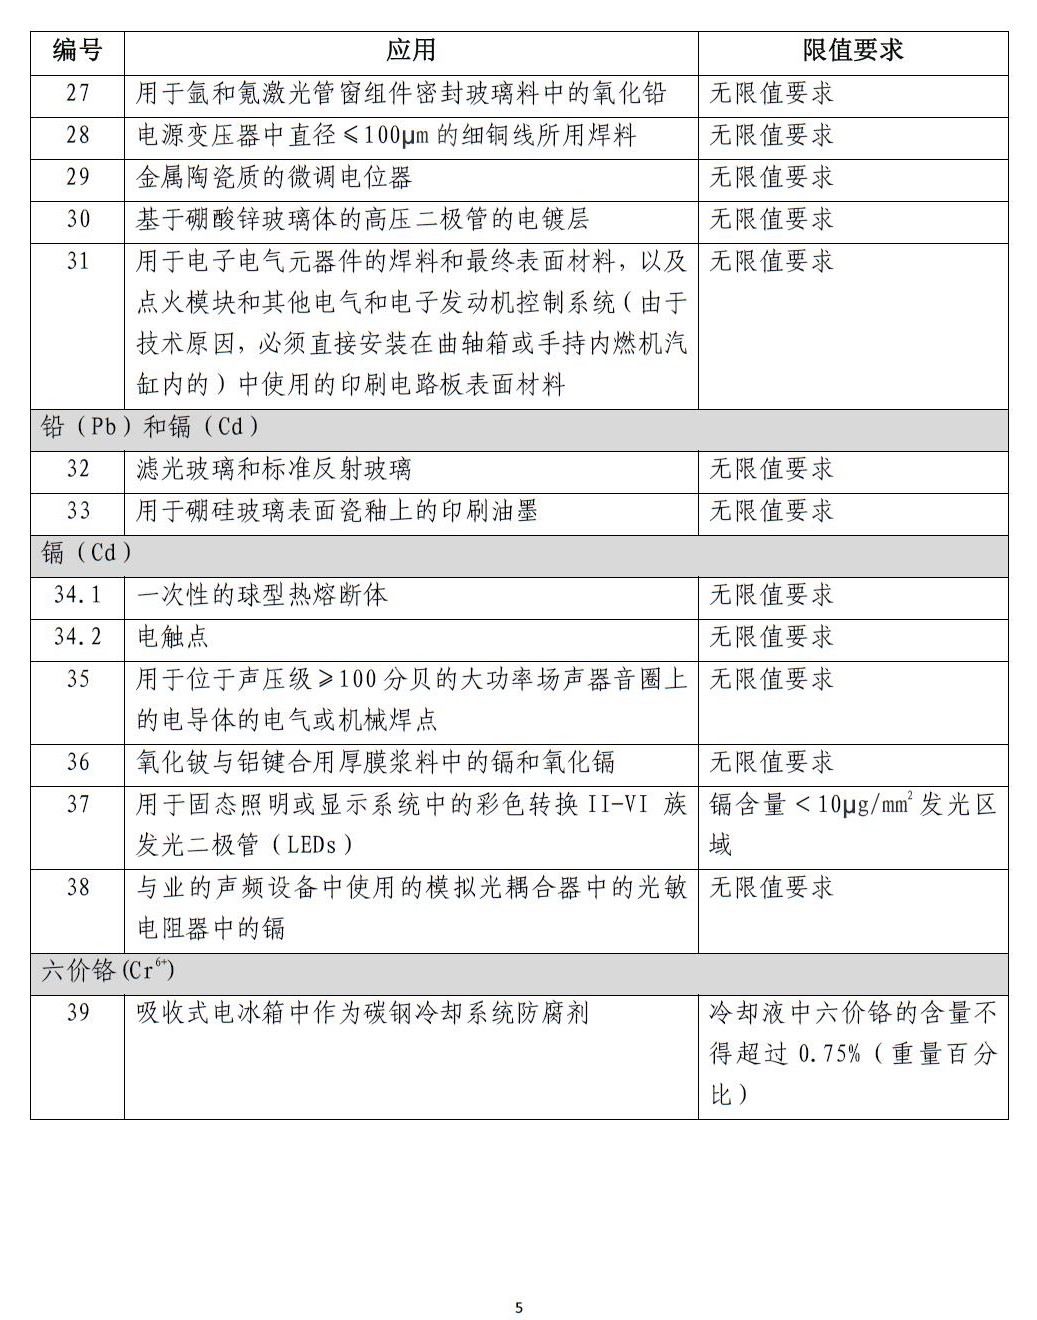 编号 应用 限值要求
27 用于氩和氪激光管窗组件密封玻璃料中的氧化铅 无限值要求
28 电源变压器中直径≤100μm的细铜线所用焊料 无限值要求
29 金属陶瓷质的微调电位器 无限值要求
30 基于硼酸锌玻璃体的高压二极管的电镀层 无限值要求
31 用于电子电气元器件的焊料和最终表面材料，以及 无限值要求
点火模块和其他电气和电子发动机控制系统（由于
技术原因，必须直接安装在曲轴箱或手持内燃机汽
缸内的）中使用的印刷电路板表面材料
铅（Pb）和镉（Cd）
32 滤光玻璃和标准反射玻璃 无限值要求
33 用于硼硅玻璃表面瓷釉上的印刷油墨 无限值要求
镉（Cd）
34.1 一次性的球型热熔断体 无限值要求
34.2 电触点 无限值要求
35 用于位于声压级≥100分贝的大功率场声器音圈上 无限值要求
的电导体的电气或机械焊点
36 氧化铍与铝键合用厚膜浆料中的镉和氧化镉 无限值要求
37 用于固态照明或显示系统中的彩色转换II-VI 族 镉含量＜10μg/mm²发光区
发光二极管（LEDs） 域
38 与业的声频设备中使用的模拟光耦合器中的光敏 无限值要求
电阻器中的镉
六价铬(Cr⁶⁺)
39 吸收式电冰箱中作为碳钢冷却系统防腐剂 冷却液中六价铬的含量不
得超过 0.75%（重量百分
比）
5